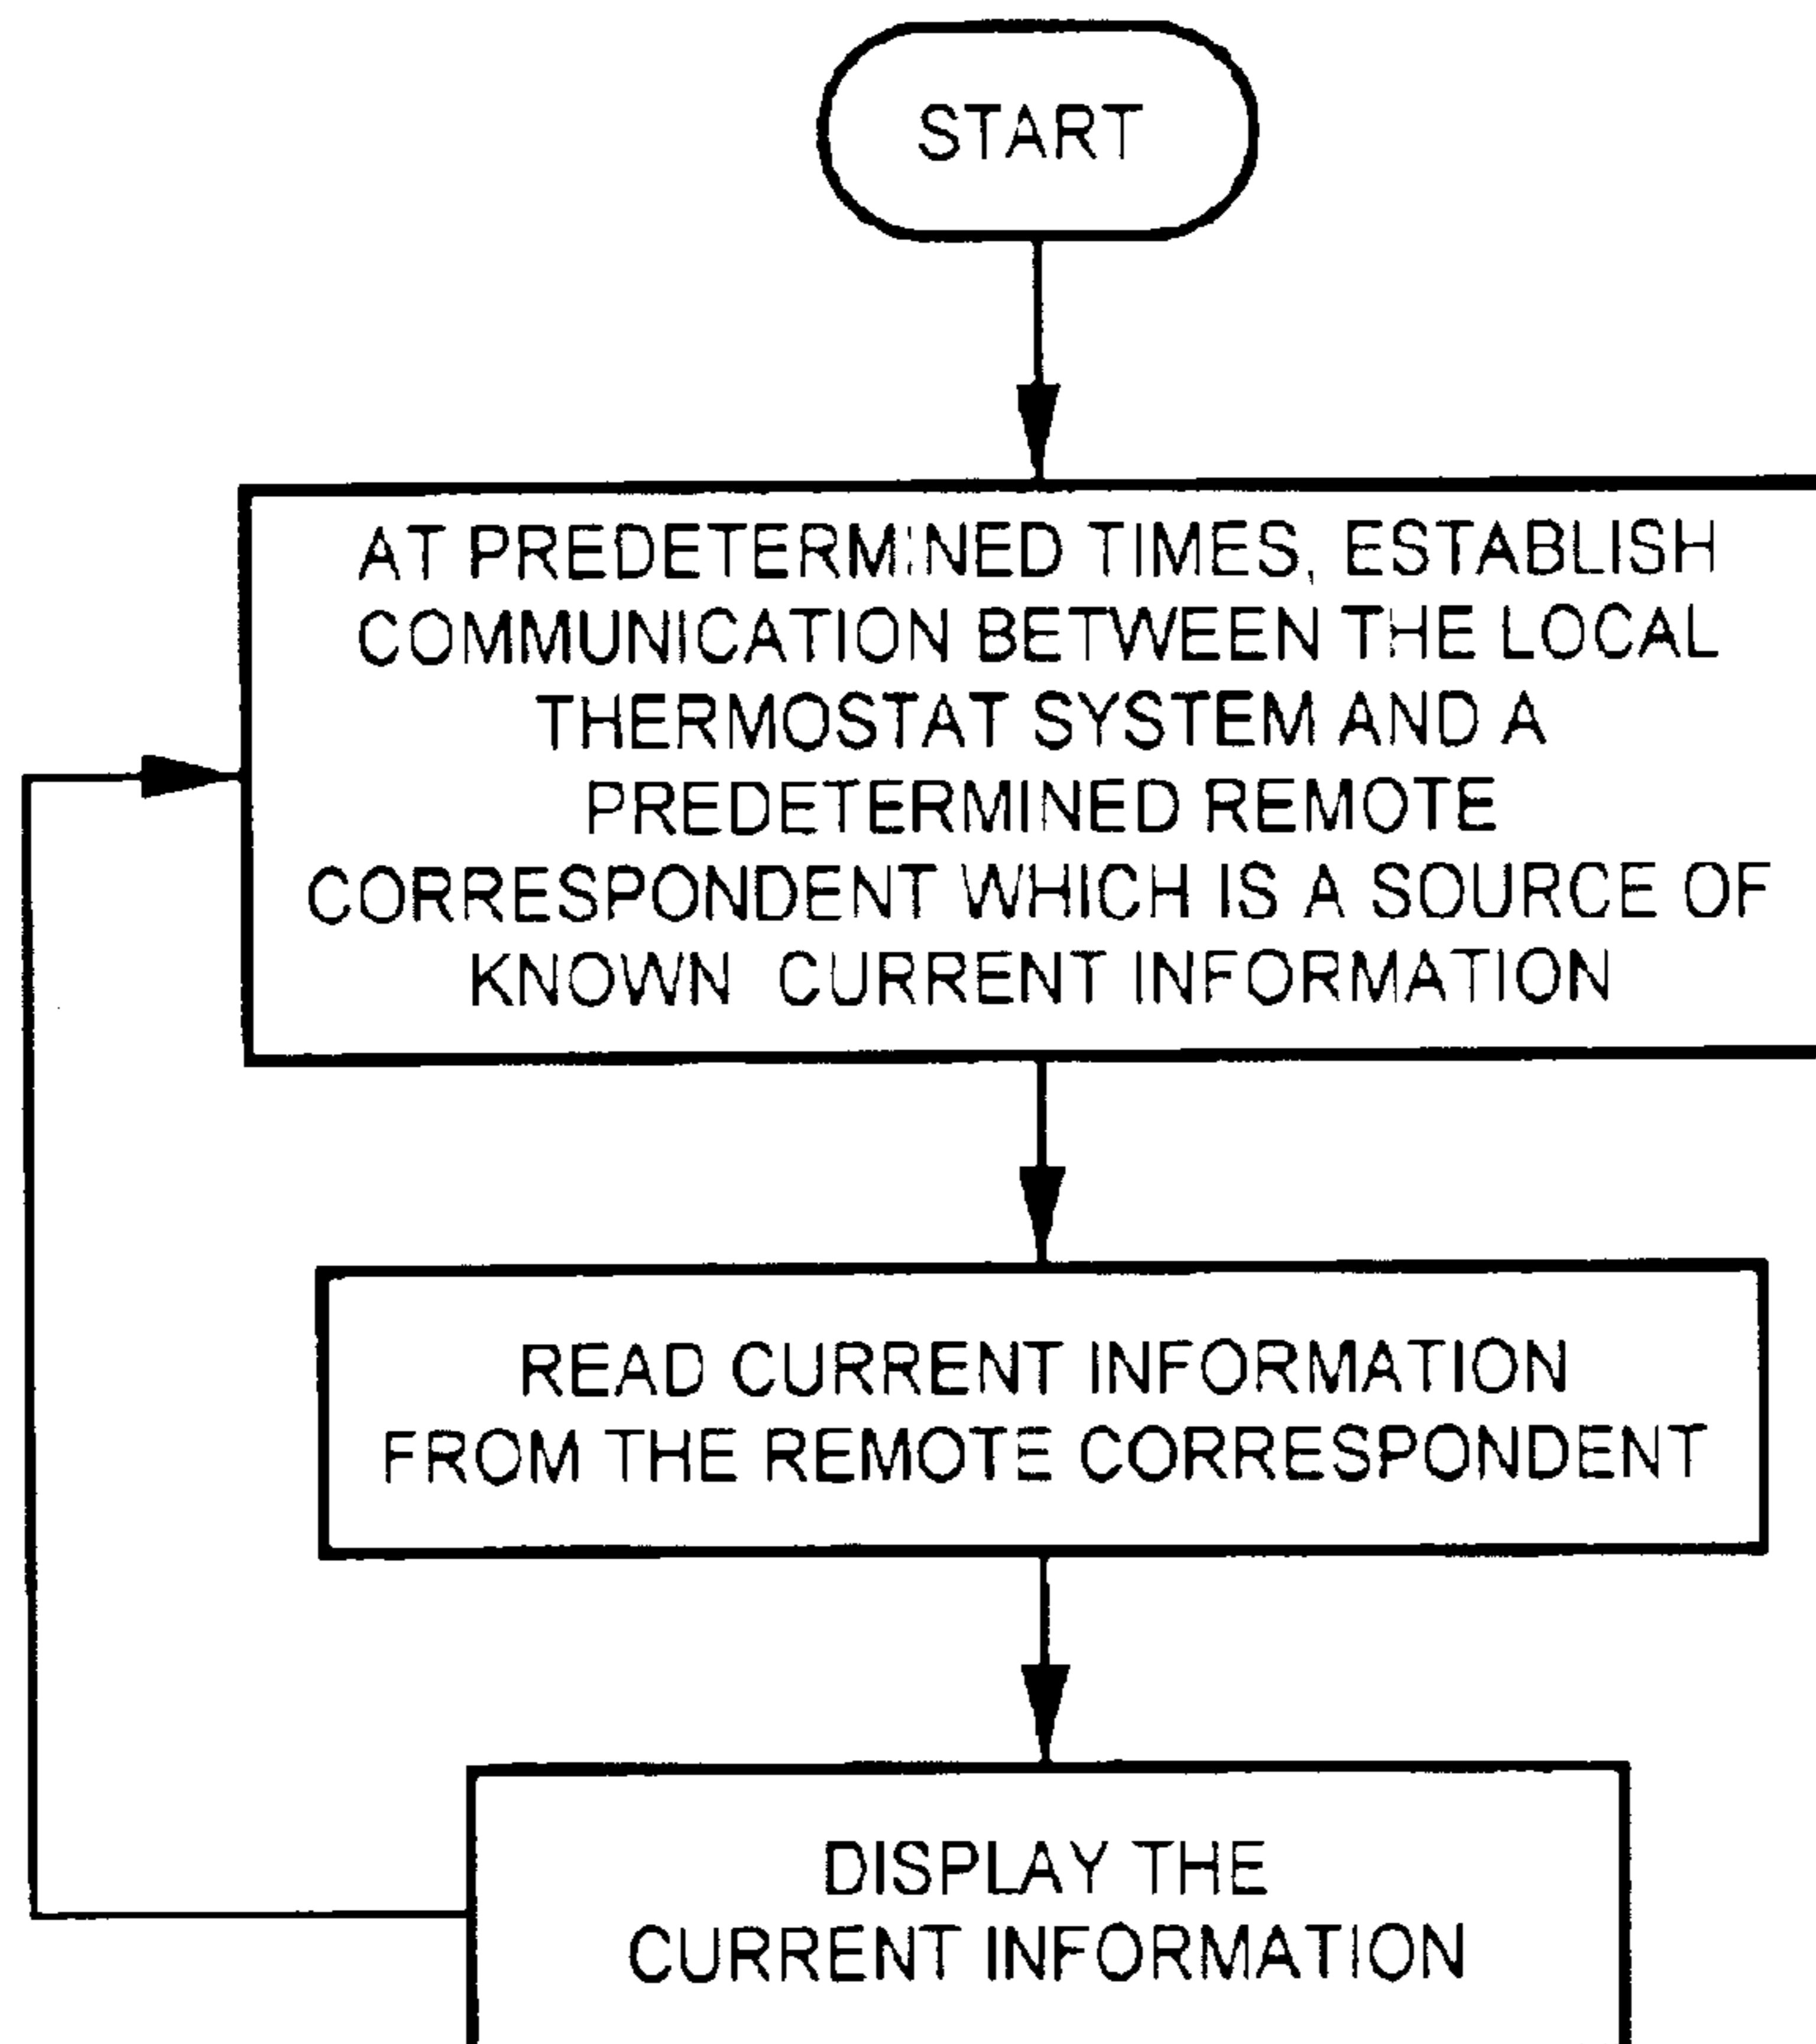 START
AT PREDETERMINED TIMES, ESTABLISH
COMMUNICATION BETWEEN THE LOCAL
THERMOSTAT SYSTEM AND A
PREDETERMINED REMOTE
CORRESPONDENT WHICH IS A SOURCE OF
KNOWN CURRENT INFORMATION
READ CURRENT INFORMATION
FROM THE REMOTE CORRESPONDENT
DISPLAY THE
CURRENT INFORMATION